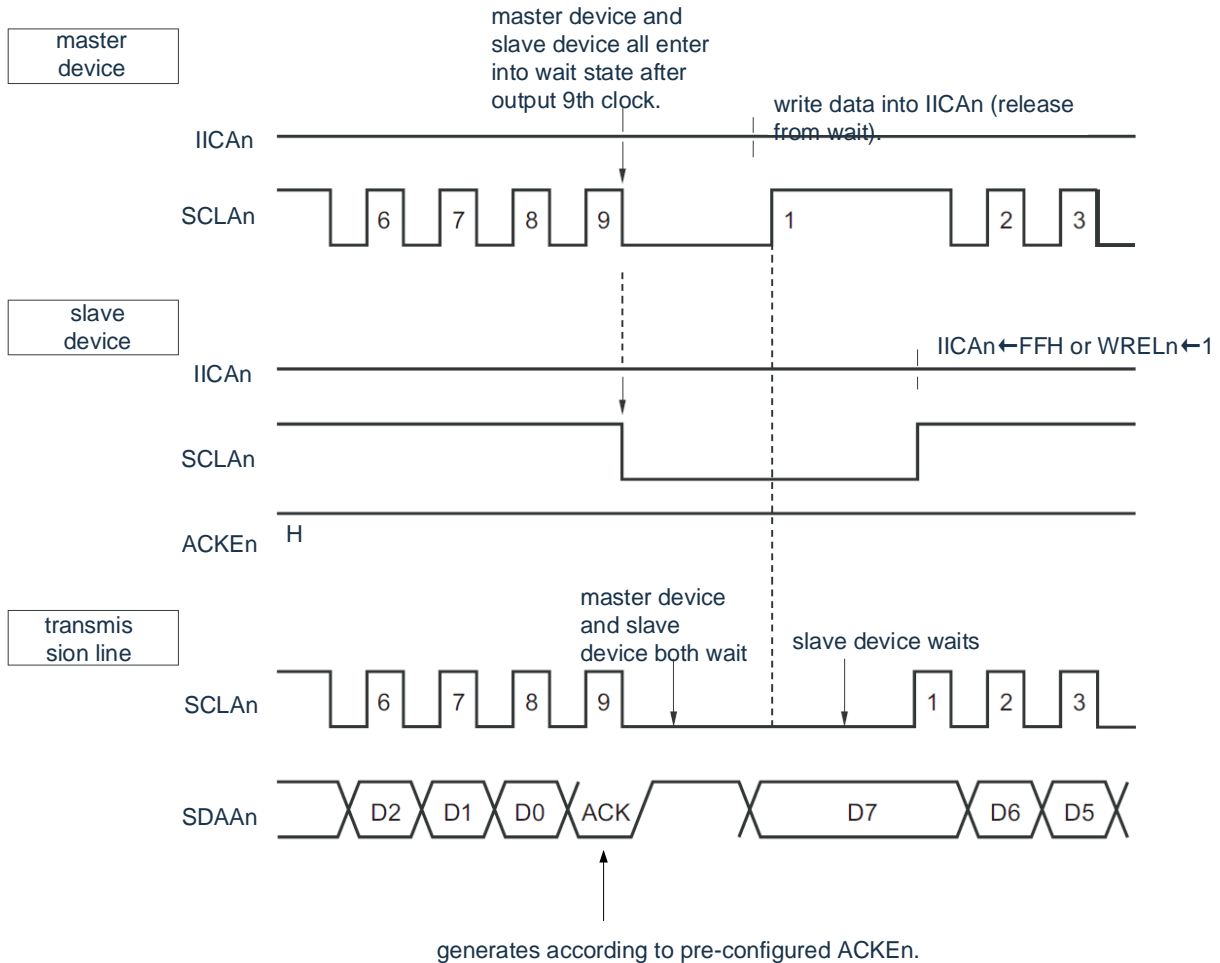 master
device
master device and
slave device all enter
into wait state after
output 9th clock.
write data into IICAn (release
from wait).
IICAn
SCLAn
6 7 8 9 1 2 3
slave
device
IICAn←FFH or WRELn←1
IICAn
SCLAn
H
ACKEn
transmis
sion line
master device
and slave
device both wait
slave device waits
SCLAn
6 7 8 9 1 2 3
SDAAn
D2 D1 D0 ACK D7 D6 D5
generates according to pre-configured ACKEn.